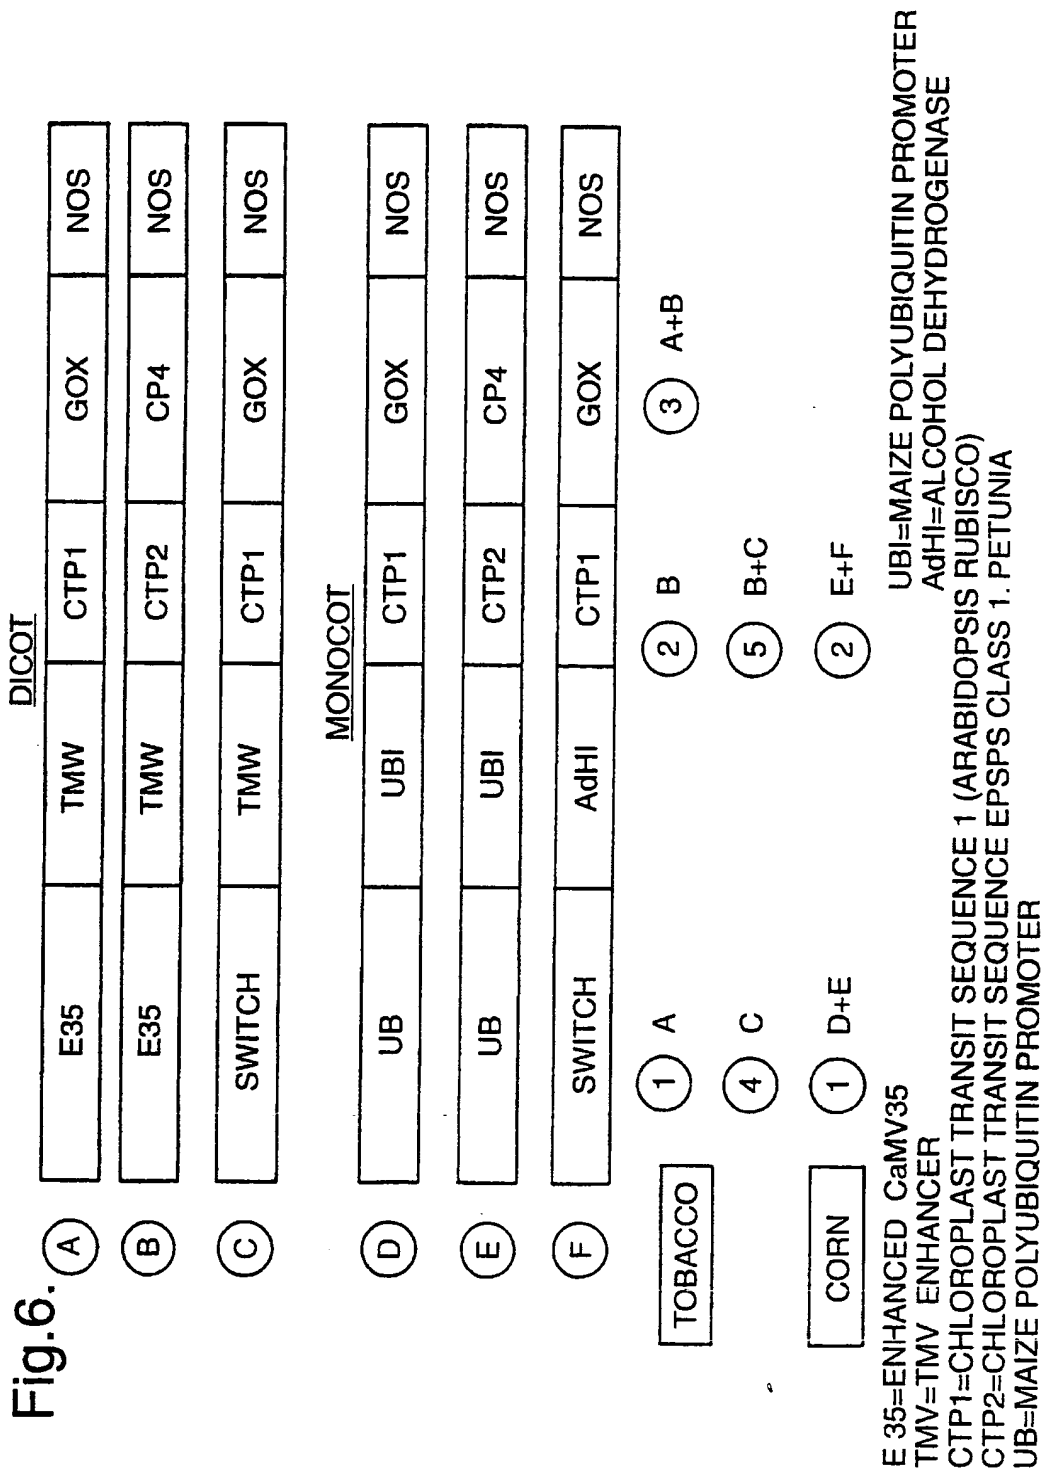 Fig.6.
DICOT
A E35 TMW CTP1 GOX NOS
B E35 TMW CTP2 CP4 NOS
C SWITCH TMW CTP1 GOX NOS
MONOCOT
D UB UBI CTP1 GOX NOS
E UB UBI CTP2 CP4 NOS
F SWITCH AdHI CTP1 GOX NOS
TOBACCO 1 A 2 B 3 A+B
4 C 5 B+C
CORN 1 D+E 2 E+F
E 35=ENHANCED CaMV35
TMV=TMV ENHANCER
CTP1=CHLOROPLAST TRANSIT SEQUENCE 1 (ARABIDOPSIS RUBISCO)
CTP2=CHLOROPLAST TRANSIT SEQUENCE EPSPS CLASS 1. PETUNIA
UB=MAIZE POLYUBIQUITIN PROMOTER
UBI=MAIZE POLYUBIQUITIN PROMOTER
AdHI=ALCOHOL DEHYDROGENASE